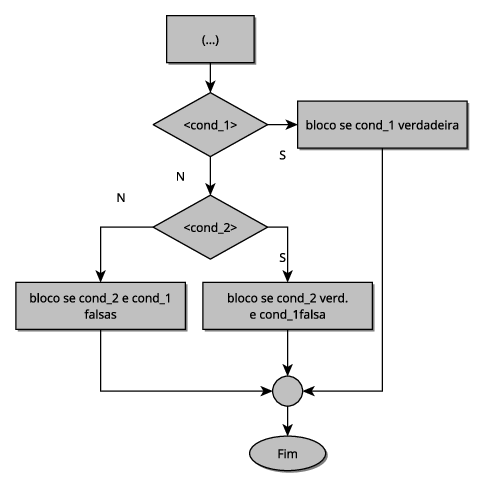 (...)
<cond_1>
bloco se cond_1 verdadeira
S
N
N
<cond_2>
S
bloco se cond_2 e cond_1
falsas
bloco se cond_2 verd.
e cond_1falsa
Fim